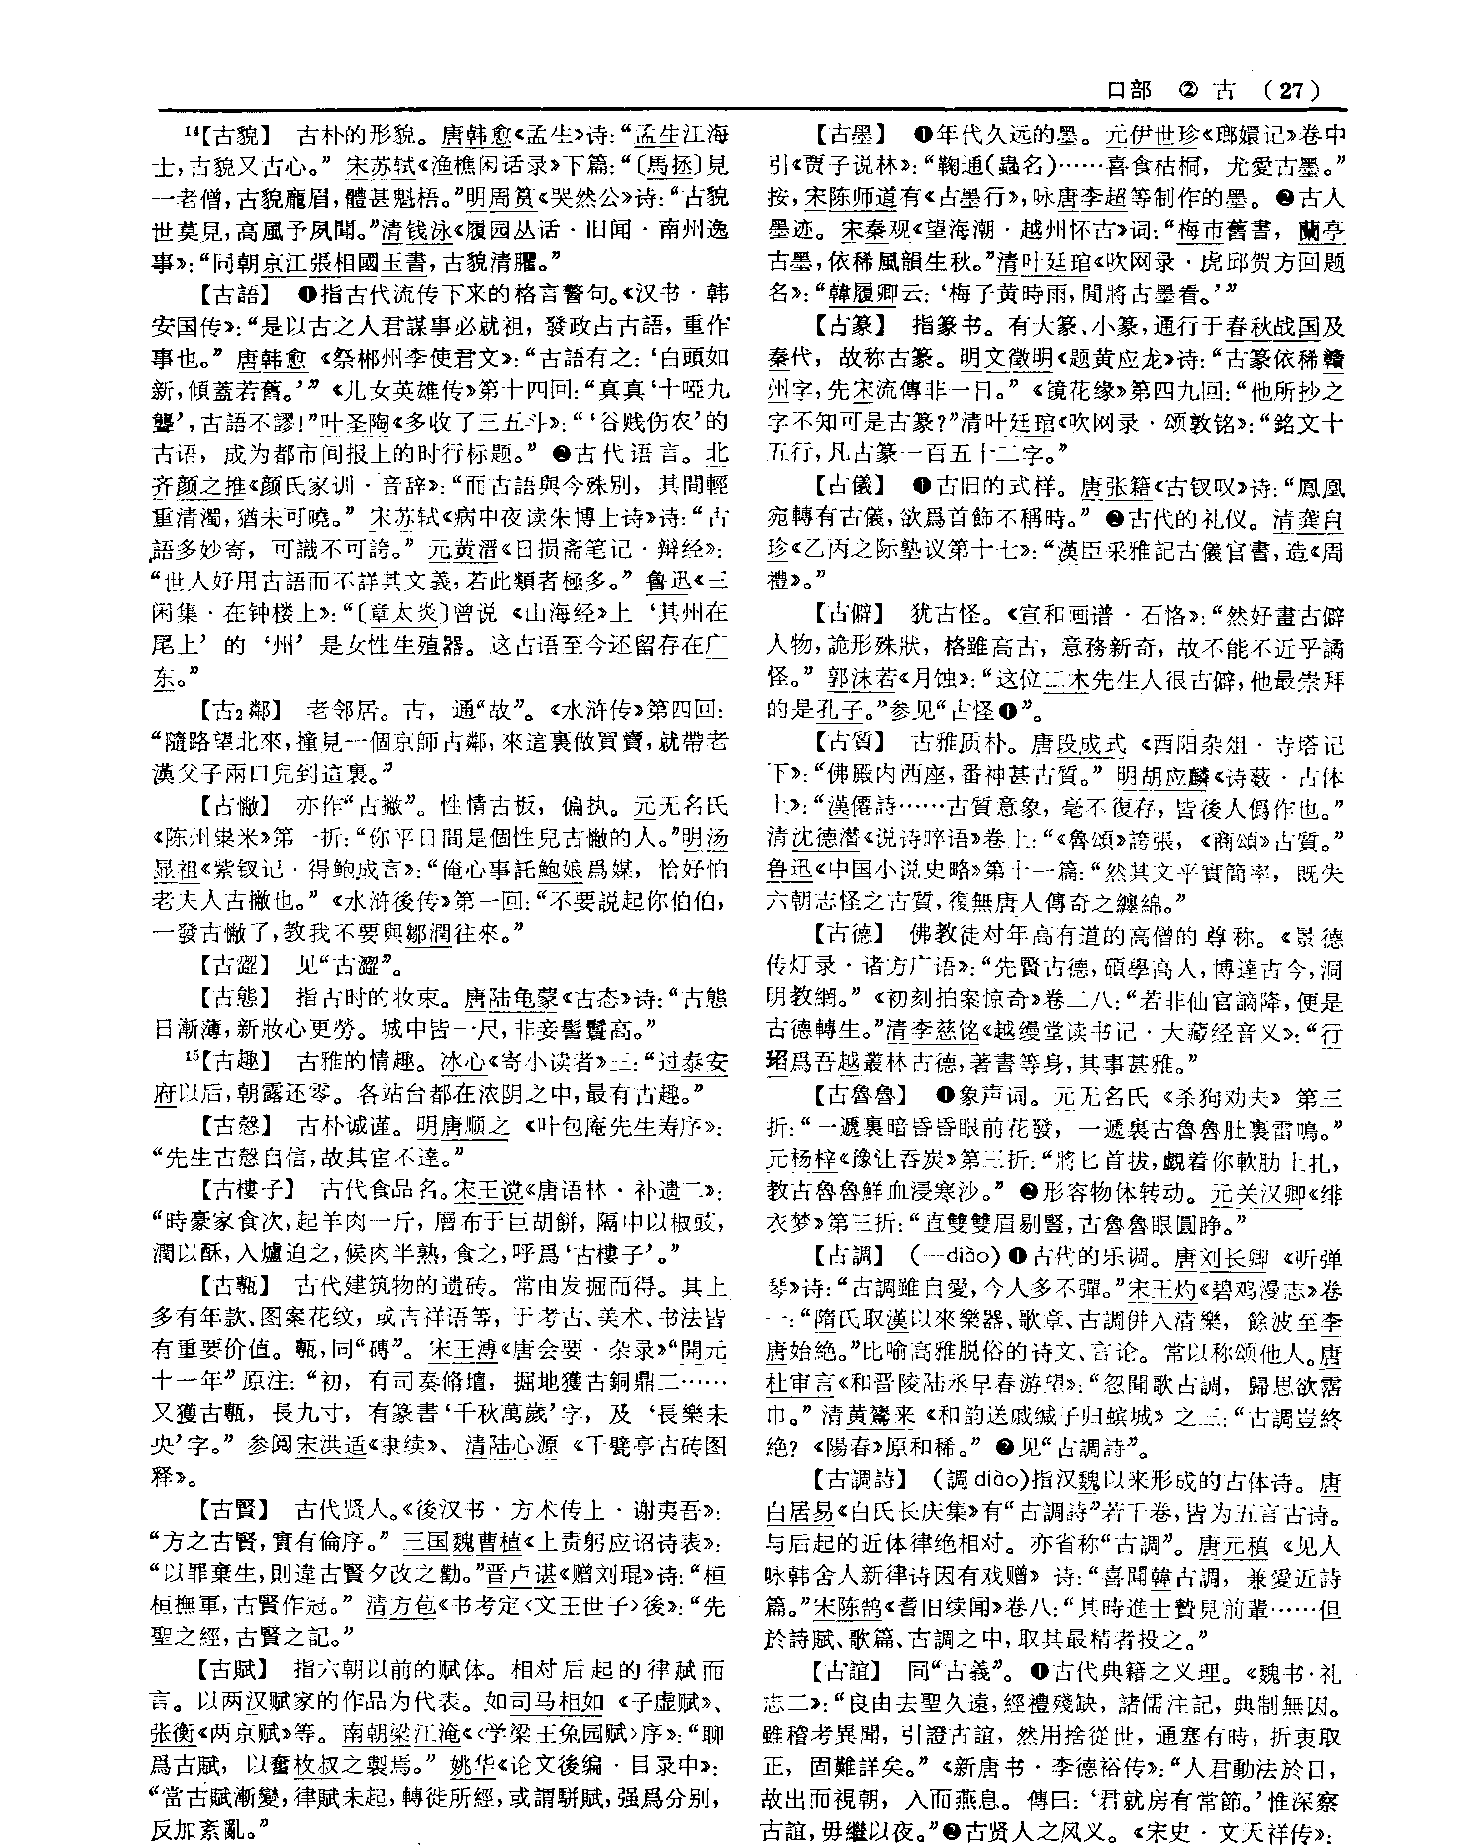 口部 ② 古 (27)
¹⁴【古貌】 古朴的形貌。唐韩愈《孟生》诗:“孟生江海
士,古貌又古心。” 宋苏轼《渔樵闲话录》下篇:“〔馬拯〕見
一老僧,古貌龐眉,體甚魁梧。”明周筼《哭然公》诗:“古貌
世莫見,高風予夙聞。”清钱泳《履园丛话·旧闻·南州逸
事》:“同朝京江張相國玉書,古貌清臞。”
【古語】 ❶指古代流传下来的格言警句。《汉书·韩
安国传》:“是以古之人君謀事必就祖,發政占古語,重作
事也。” 唐韩愈《祭郴州李使君文》:“古語有之:‘白頭如
新,傾蓋若舊。’”《儿女英雄传》第十四回:“真真‘十啞九
聾’,古語不謬!”叶圣陶《多收了三五斗》:“‘谷贱伤农’的
古语,成为都市间报上的时行标题。” ❷古代语言。北
齐颜之推《颜氏家训·音辞》:“而古語與今殊别,其間輕
重清濁,猶未可曉。” 宋苏轼《病中夜读朱博士诗》诗:“古
語多妙寄,可識不可誇。” 元黄溍《日损斋笔记·辩经》:
“世人好用古語而不詳其文義,若此類者極多。” 鲁迅《三
闲集·在钟楼上》:“〔章太炎〕曾说《山海经》上‘其州在
尾上’的‘州’是女性生殖器。这古语至今还留存在广
东。”
【古₂鄰】 老邻居。古,通“故”。《水浒传》第四回:
“隨路望北來,撞見一個京師古鄰,來這裏做買賣,就帶老
漢父子兩口兒到這裏。”
【古憋】 亦作“古撇”。性情古板,偏执。元无名氏
《陈州粜米》第一折:“你平日間是個性兒古憋的人。”明汤
显祖《紫钗记·得鲍成言》:“俺心事託鮑娘爲媒,恰好怕
老夫人古撇也。”《水浒後传》第一回:“不要説起你伯伯,
一發古憋了,教我不要與鄒潤往來。”
【古澀】 见“古澀”。
【古態】 指古时的妆束。唐陆龟蒙《古态》诗:“古態
日漸薄,新妝心更勞。城中皆一尺,非妾髻鬟高。”
¹⁵【古趣】 古雅的情趣。冰心《寄小读者》三:“过泰安
府以后,朝露还零。各站台都在浓阴之中,最有古趣。”
【古慤】 古朴诚谨。明唐顺之《叶包庵先生寿序》:
“先生古慤自信,故其宦不達。”
【古樓子】 古代食品名。宋王谠《唐语林·补遗二》:
“時豪家食次,起羊肉一斤,層布于巨胡餅,隔中以椒豉,
潤以酥,入爐迫之,候肉半熟,食之,呼爲‘古樓子’。”
【古甎】 古代建筑物的遗砖。常由发掘而得。其上
多有年款、图案花纹,或吉祥语等,于考古、美术、书法皆
有重要价值。甎,同“磚”。宋王溥《唐会要·杂录》“開元
十一年”原注:“初,有司奏脩壇,掘地獲古銅鼎二……
又獲古甎,長九寸,有篆書‘千秋萬歲’字,及‘長樂未
央’字。” 参阅宋洪适《隶续》、清陆心源《千甓亭古砖图
释》。
【古賢】 古代贤人。《後汉书·方术传上·谢夷吾》:
“方之古賢,實有倫序。” 三国魏曹植《上责躬应诏诗表》:
“以罪棄生,則違古賢夕改之勸。”晋卢谌《赠刘琨》诗:“桓
桓撫軍,古賢作冠。” 清方苞《书考定〈文王世子〉後》:“先
聖之經,古賢之記。”
【古賦】 指六朝以前的赋体。相对后起的律赋而
言。以两汉赋家的作品为代表。如司马相如《子虚赋》、
张衡《两京赋》等。南朝梁江淹《〈学梁王兔园赋〉序》:“聊
爲古賦,以奮枚叔之製焉。” 姚华《论文後编·目录中》:
“當古賦漸變,律賦未起,轉徙所經,或謂駢賦,强爲分别,
反加紊亂。”
【古墨】 ❶年代久远的墨。元伊世珍《瑯嬛记》卷中
引《贾子说林》:“鞠通(蟲名)……喜食枯桐,尤愛古墨。”
按,宋陈师道有《古墨行》,咏唐李超等制作的墨。❷古人
墨迹。宋秦观《望海潮·越州怀古》词:“梅市舊書,蘭亭
古墨,依稀風韻生秋。”清叶廷琯《吹网录·虎邱贺方回题
名》:“韓履卿云:‘梅子黄時雨,閒將古墨看。’”
【古篆】 指篆书。有大篆、小篆,通行于春秋战国及
秦代,故称古篆。明文徵明《题黄应龙》诗:“古篆依稀贛
州字,先宋流傳非一日。” 《镜花缘》第四九回:“他所抄之
字不知可是古篆?”清叶廷琯《吹网录·颂敦铭》:“銘文十
五行,凡古篆一百五十二字。”
【古儀】 ❶古旧的式样。唐张籍《古钗叹》诗:“鳳凰
宛轉有古儀,欲爲首飾不稱時。” ❷古代的礼仪。清龚自
珍《乙丙之际塾议第十七》:“漢臣采雅記古儀官書,造《周
禮》。”
【古僻】 犹古怪。《宣和画谱·石恪》:“然好畫古僻
人物,詭形殊狀,格雖高古,意務新奇,故不能不近乎譎
怪。” 郭沫若《月蚀》:“这位二木先生人很古僻,他最崇拜
的是孔子。”参见“古怪❶”。
【古質】 古雅质朴。唐段成式《酉阳杂俎·寺塔记
下》:“佛殿内西座,番神甚古質。” 明胡应麟《诗薮·古体
上》:“漢僊詩……古質意象,毫不復存,皆後人僞作也。”
清沈德潜《说诗晬语》卷上:“《魯頌》誇張,《商頌》古質。”
鲁迅《中国小说史略》第十一篇:“然其文平實簡率,既失
六朝志怪之古質,復無唐人傳奇之纏綿。”
【古德】 佛教徒对年高有道的高僧的尊称。《景德
传灯录·诸方广语》:“先賢古德,碩學高人,博達古今,洞
明教網。”《初刻拍案惊奇》卷二八:“若非仙官謫降,便是
古德轉生。”清李慈铭《越缦堂读书记·大藏经音义》:“行
瑫爲吾越叢林古德,著書等身,其事甚雅。”
【古魯魯】 ❶象声词。元无名氏《杀狗劝夫》第三
折:“一遞裏暗昏昏眼前花發,一遞裏古魯魯肚裏雷鳴。”
元杨梓《豫让吞炭》第三折:“將匕首拔,覷着你軟肋上扎,
教古魯魯鮮血浸寒沙。” ❷形容物体转动。元关汉卿《绯
衣梦》第三折:“直雙雙眉剔豎,古魯魯眼圓睁。”
【古調】 (—diào)❶古代的乐调。唐刘长卿《听弹
琴》诗:“古調雖自愛,今人多不彈。”宋王灼《碧鸡漫志》卷
一:“隋氏取漢以來樂器、歌章、古調併入清樂,餘波至李
唐始絶。”比喻高雅脱俗的诗文、言论。常以称颂他人。唐
杜审言《和晋陵陆丞早春游望》:“忽聞歌古調,歸思欲霑
巾。” 清黄鷟来《和韵送戚缄子归螾城》之三:“古調豈終
絶?《陽春》原和稀。” ❷见“古調詩”。
【古調詩】 (調diào)指汉魏以来形成的古体诗。唐
白居易《白氏长庆集》有“古調詩”若干卷,皆为五言古诗。
与后起的近体律绝相对。亦省称“古調”。唐元稹《见人
咏韩舍人新律诗因有戏赠》诗:“喜聞韓古調,兼愛近詩
篇。”宋陈鹄《耆旧续闻》卷八:“其時進士贄見前輩……但
於詩賦、歌篇、古調之中,取其最精者投之。”
【古誼】 同“古義”。❶古代典籍之义理。《魏书·礼
志二》:“良由去聖久遠,經禮殘缺,諸儒注記,典制無因。
雖稽考異聞,引證古誼,然用捨從世,通塞有時,折衷取
正,固難詳矣。”《新唐书·李德裕传》:“人君動法於日,
故出而視朝,入而燕息。傳曰:‘君就房有常節。’惟深察
古誼,毋繼以夜。”❷古贤人之风义。《宋史·文天祥传》: